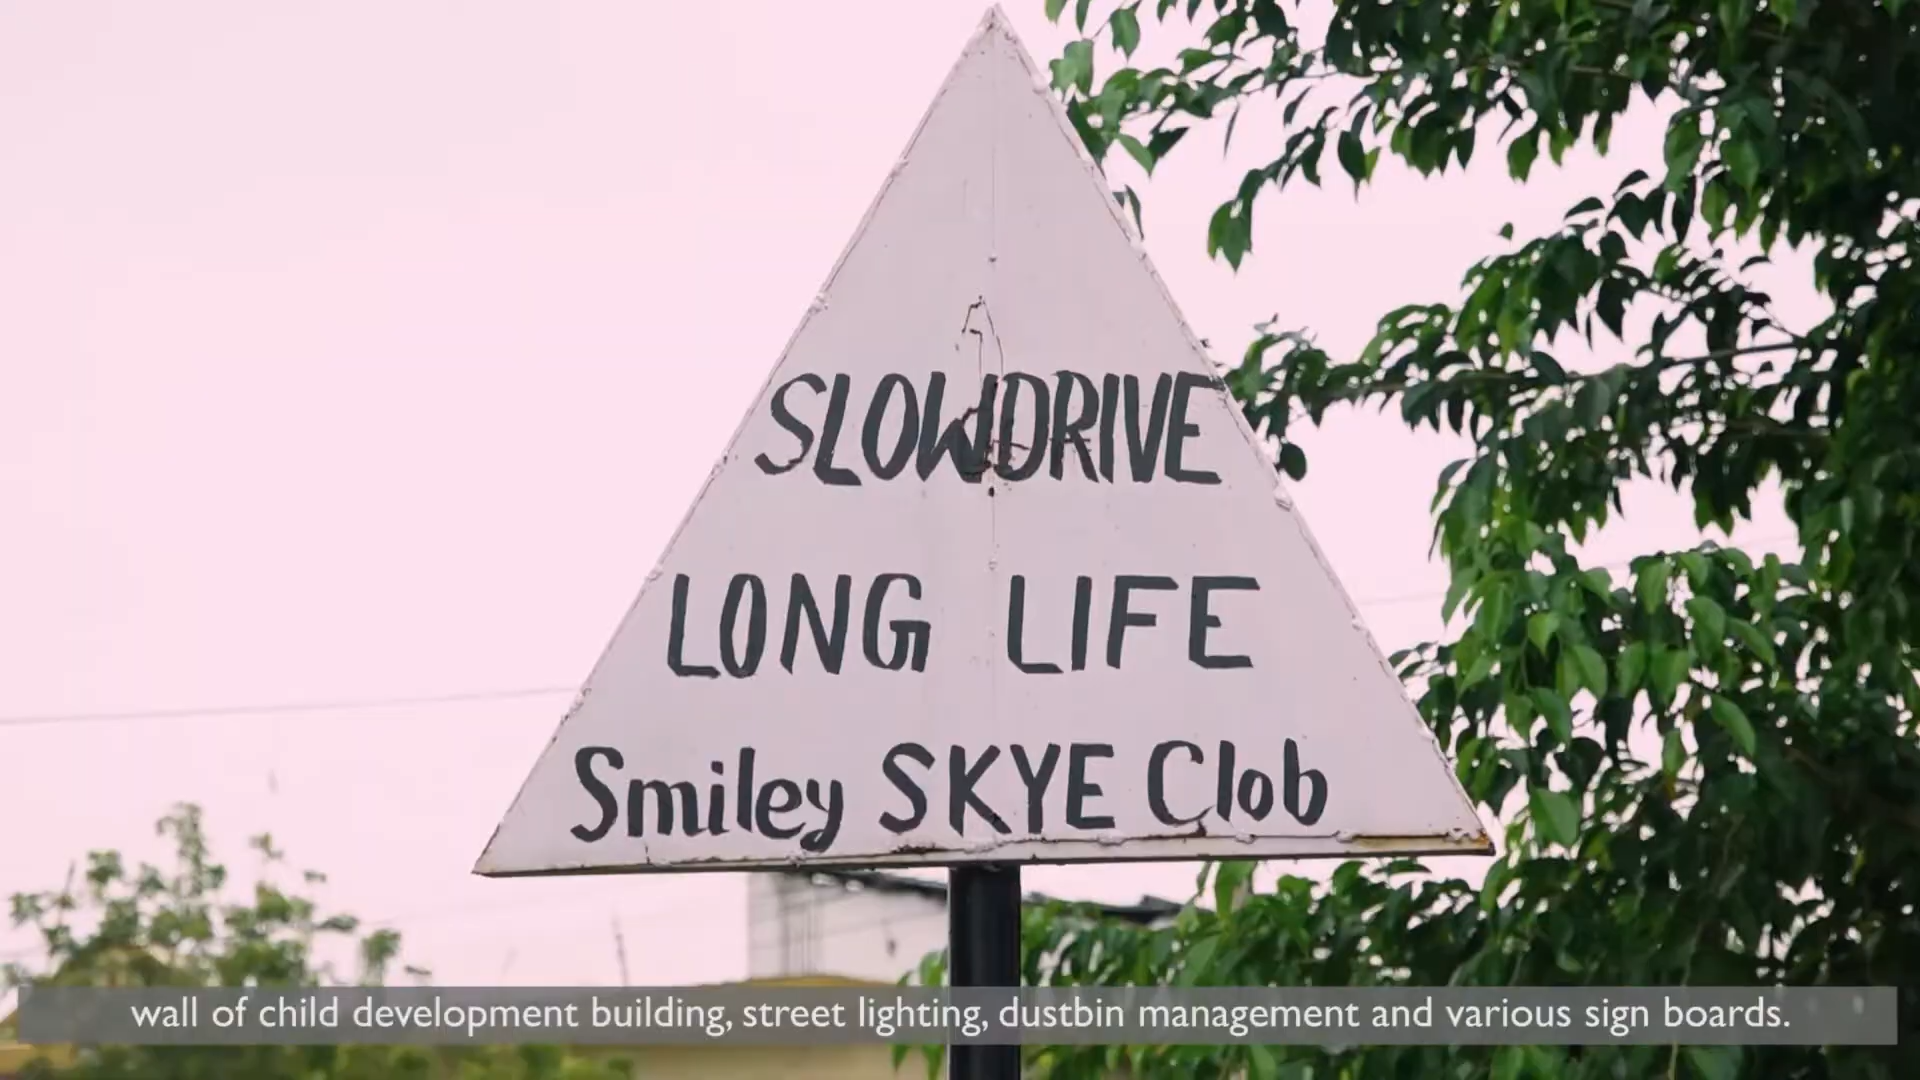 SLOWDRIVE
LONG LIFE
Smiley SKYE Clob
wall of child development building, street lighting, dustbin management and various sign boards.